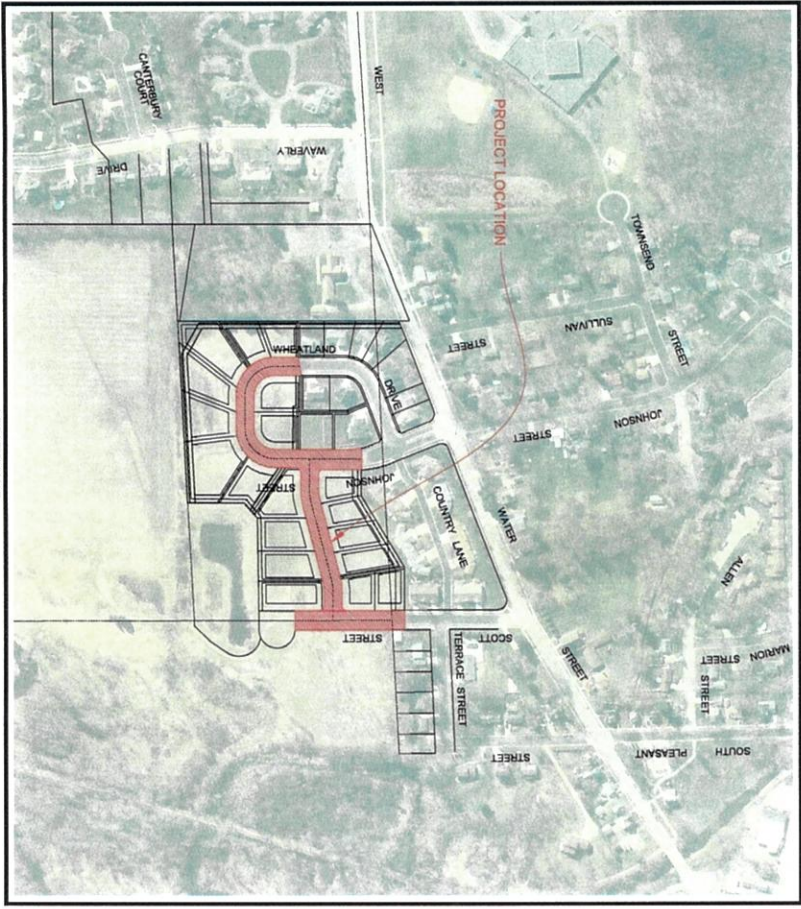 CANTERBURY
COURT
WAVERLY
DRIVE
WEST
PROJECT LOCATION
TOWNSEND
STREET
SULLIVAN
STREET
JOHNSON
STREET
WHEATLAND
DRIVE
JOHNSON
STREET
COUNTRY LANE
WATER
STREET
ALLEN
STREET
MARION
STREET
SCOTT
STREET
TERRACE STREET
SOUTH
PLEASANT
STREET